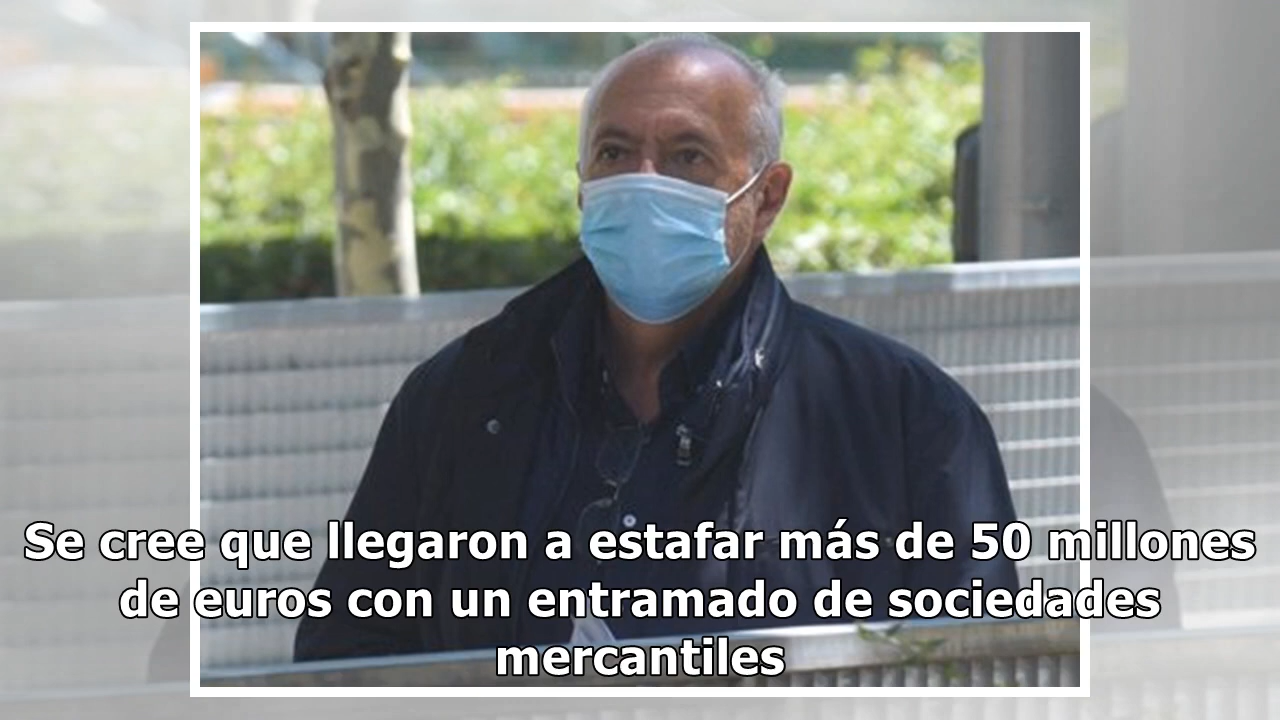 Se cree que llegaron a estafar más de 50 millones
de euros con un entramado de sociedades
mercantiles